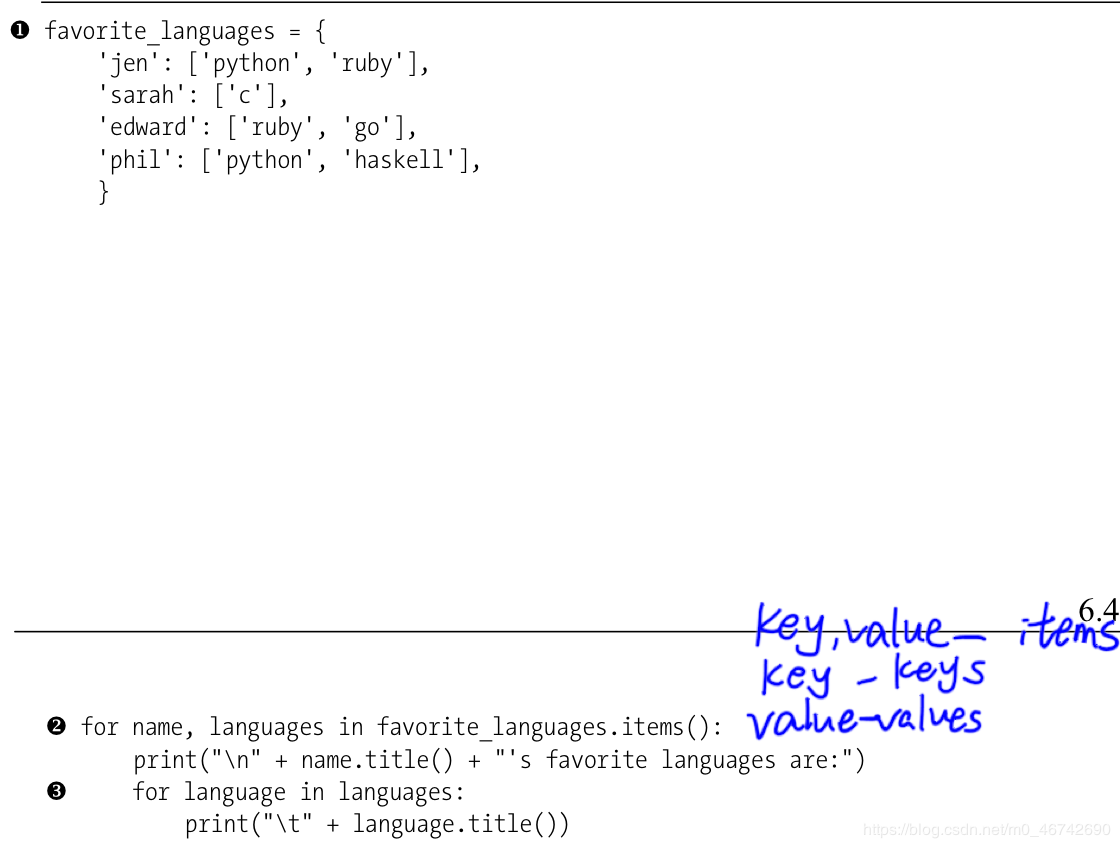 ❶ favorite_languages = {
'jen': ['python', 'ruby'],
'sarah': ['c'],
'edward': ['ruby', 'go'],
'phil': ['python', 'haskell'],
}
6.4
key, value — items
key - keys
value-values
❷ for name, languages in favorite_languages.items():
print("\n" + name.title() + "'s favorite languages are:")
❸ for language in languages:
print("\t" + language.title())
https://blog.csdn.net/m0_46742690